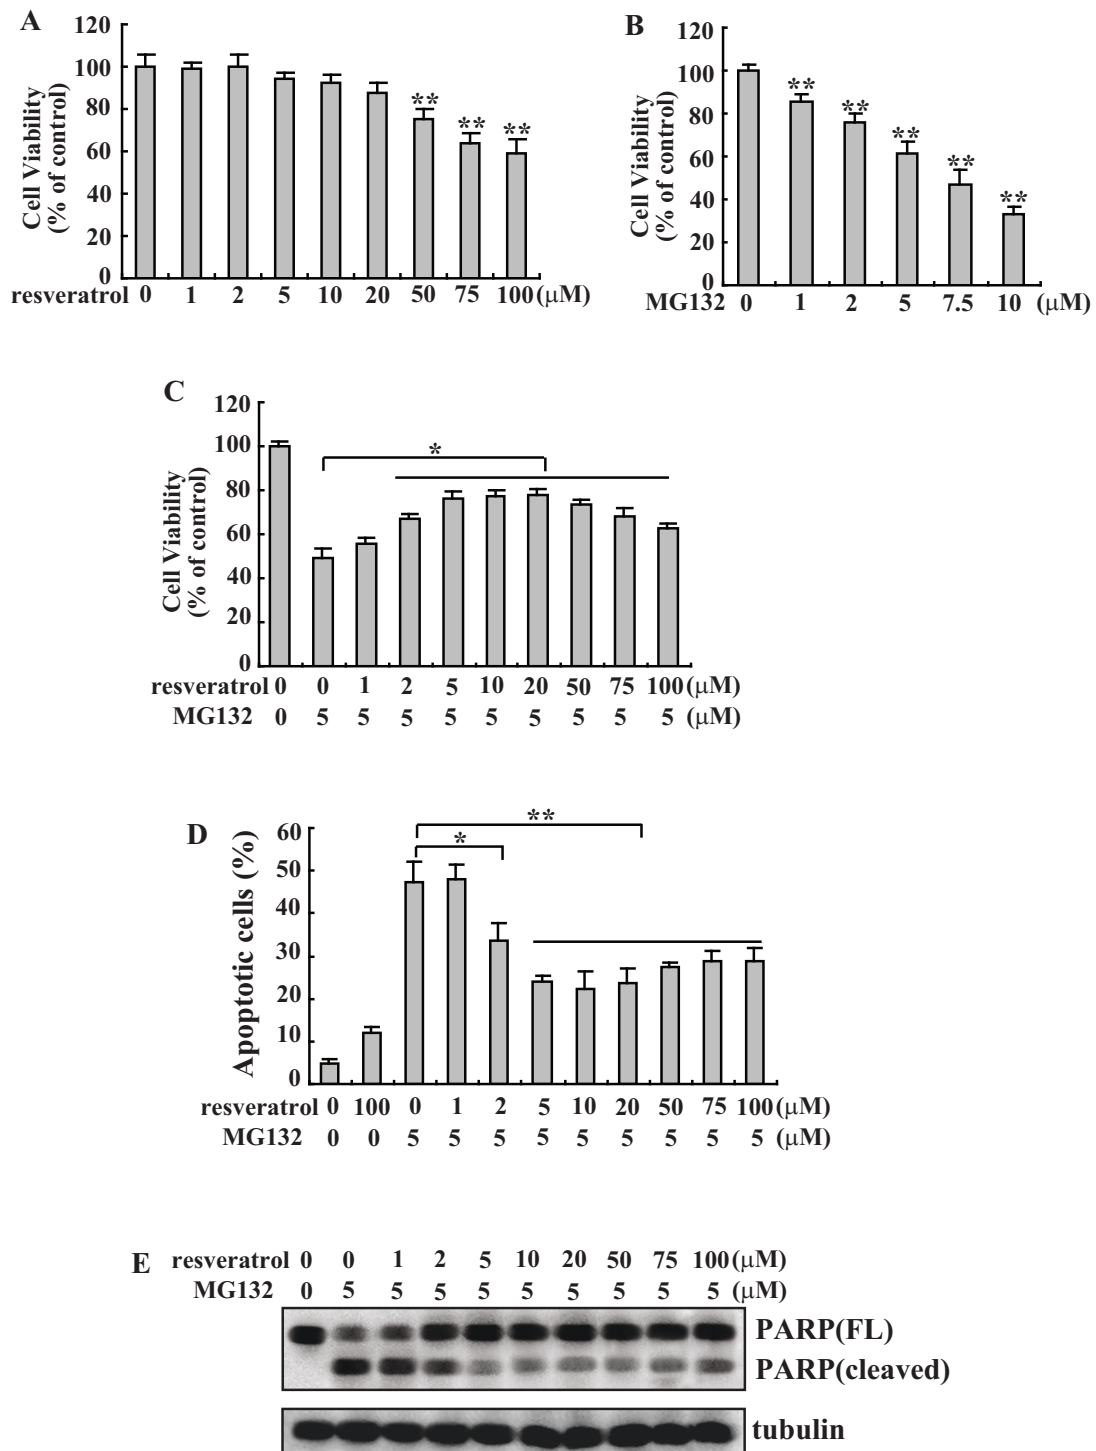 A
120
100
80
60
40
20
0
Cell Viability
(% of control)
** ** **
resveratrol 0 1 2 5 10 20 50 75 100 (μM)
B
120
100
80
60
40
20
0
Cell Viability
(% of control)
** ** ** ** **
MG132 0 1 2 5 7.5 10 (μM)
C
120
100
80
60
40
20
0
Cell Viability
(% of control)
*
resveratrol 0 0 1 2 5 10 20 50 75 100 (μM)
MG132 0 5 5 5 5 5 5 5 5 5 (μM)
D
60
50
40
30
20
10
0
Apoptotic cells (%)
**
*
resveratrol 0 100 0 1 2 5 10 20 50 75 100 (μM)
MG132 0 0 5 5 5 5 5 5 5 5 5 (μM)
E
resveratrol 0 0 1 2 5 10 20 50 75 100 (μM)
MG132 0 5 5 5 5 5 5 5 5 5 (μM)
PARP(FL)
PARP(cleaved)
tubulin